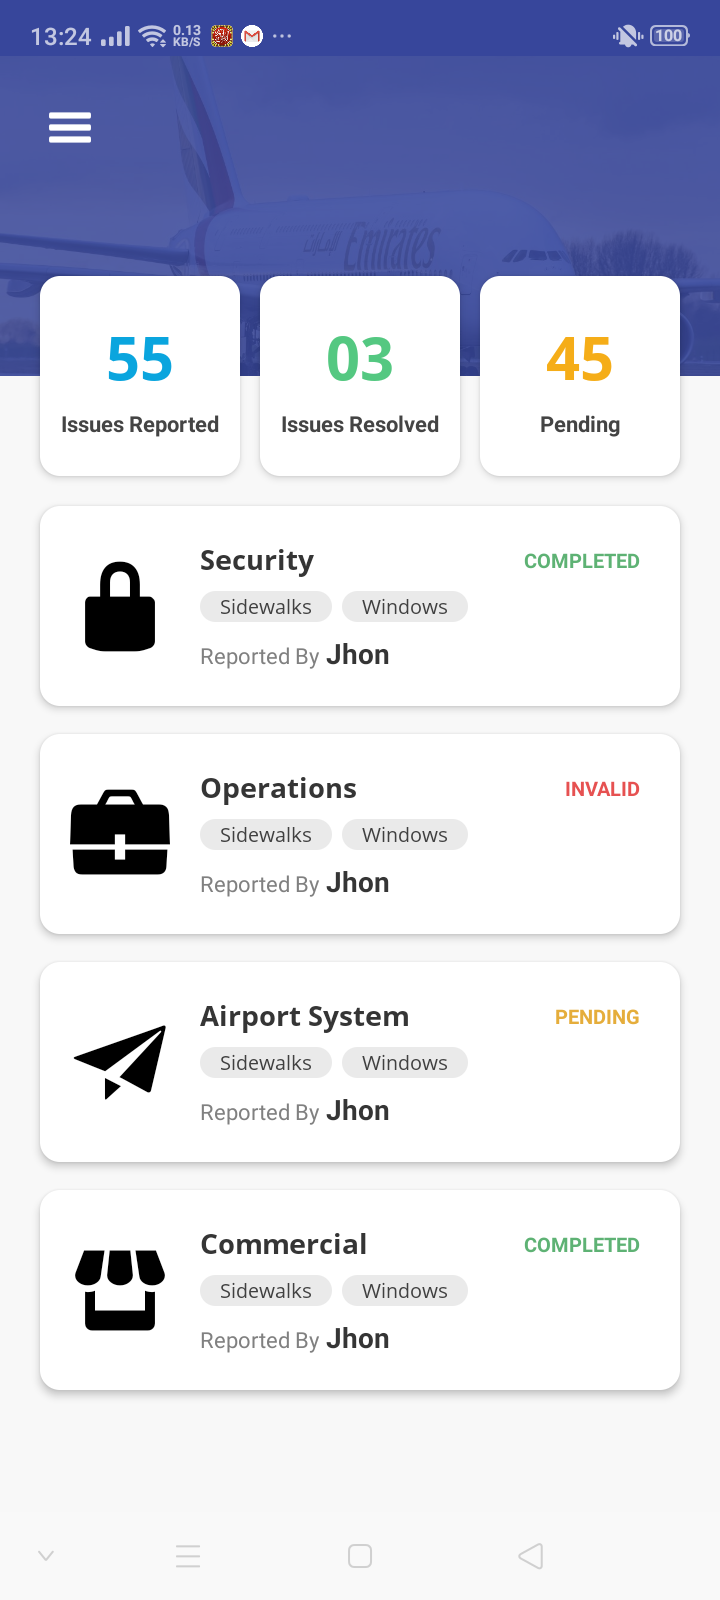 13:24 0.13 KB/S 100
الإمارات Emirates
55 03 45
Issues Reported Issues Resolved Pending
Security COMPLETED
Sidewalks Windows
Reported By Jhon
Operations INVALID
Sidewalks Windows
Reported By Jhon
Airport System PENDING
Sidewalks Windows
Reported By Jhon
Commercial COMPLETED
Sidewalks Windows
Reported By Jhon